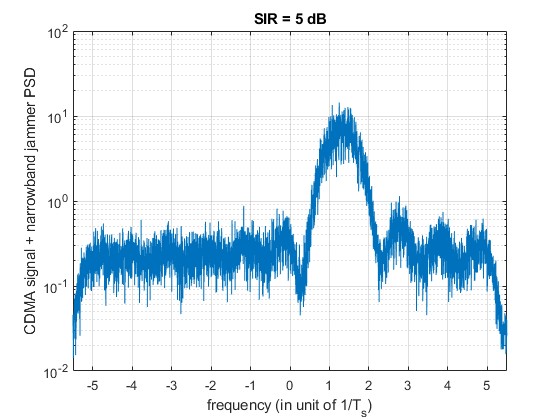 SIR = 5 dB
10^2
10^1
10^0
10^-1
10^-2
CDMA signal + narrowband jammer PSD
-5 -4 -3 -2 -1 0 1 2 3 4 5
frequency (in unit of 1/T_s)